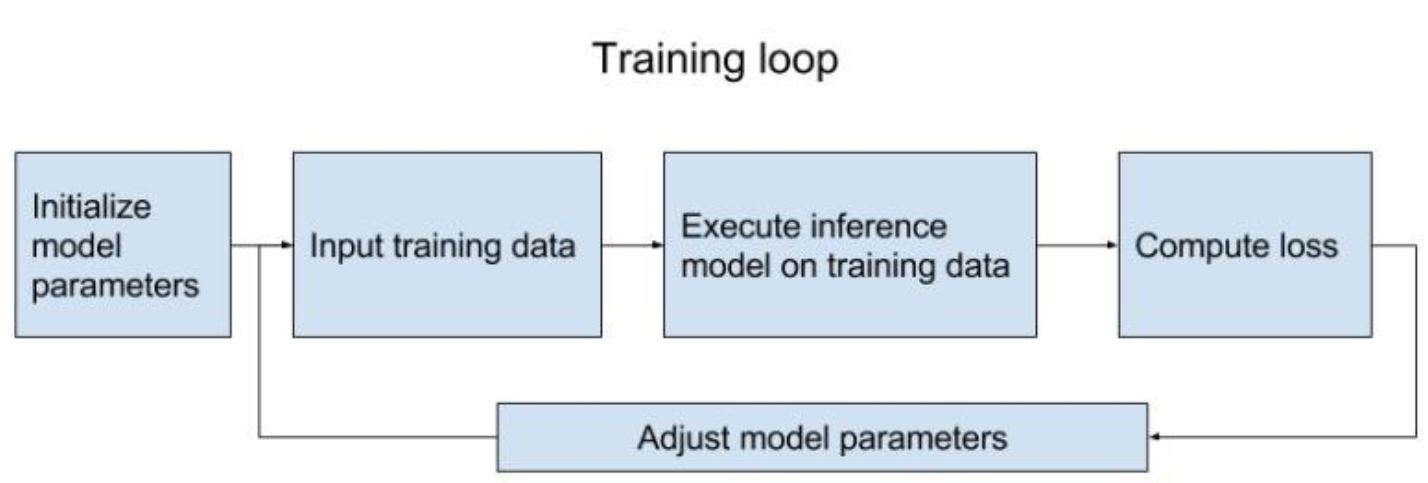 Training loop
Initialize
model
parameters
Input training data
Execute inference
model on training data
Compute loss
Adjust model parameters